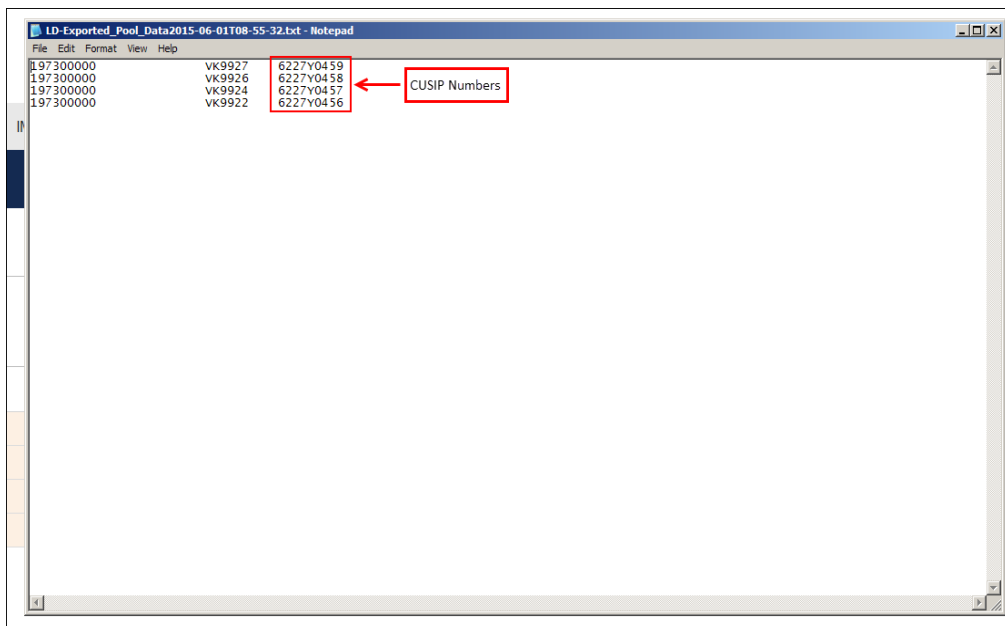 LD-Exported_Pool_Data2015-06-01T08-55-32.txt - Notepad
File Edit Format View Help
197300000 VK9927 6227Y0459
197300000 VK9926 6227Y0458
197300000 VK9924 6227Y0457
197300000 VK9922 6227Y0456
CUSIP Numbers